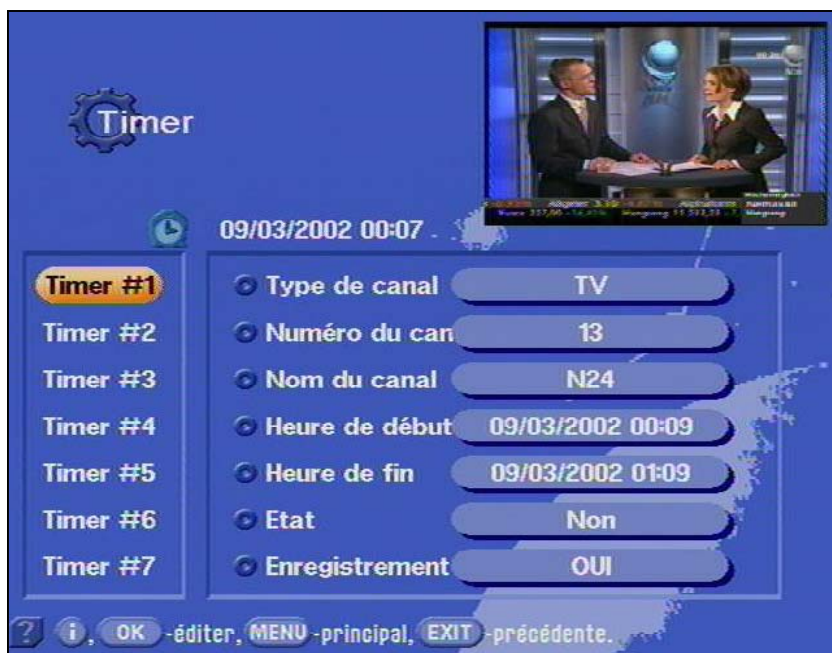 Timer
09/03/2002 00:07
Timer #1
Timer #2
Timer #3
Timer #4
Timer #5
Timer #6
Timer #7
Type de canal TV
Numéro du can 13
Nom du canal N24
Heure de début 09/03/2002 00:09
Heure de fin 09/03/2002 01:09
Etat Non
Enregistrement OUI
? i, OK -éditer, MENU -principal, EXIT -précédente.